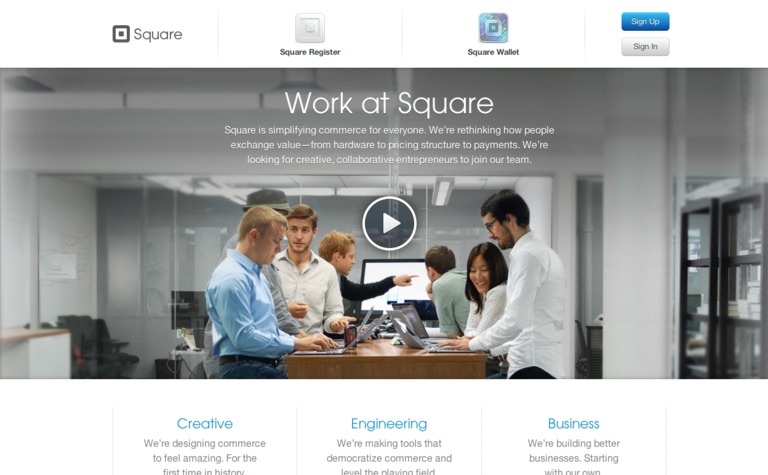 Square
Square Register
Square Wallet
Sign Up
Sign In
Work at Square
Square is simplifying commerce for everyone. We're rethinking how people
exchange value—from hardware to pricing structure to payments. We're
looking for creative, collaborative entrepreneurs to join our team.
Creative
We're designing commerce
to feel amazing. For the
first time in history
Engineering
We're making tools that
democratize commerce and
level the playing field
Business
We're building better
businesses. Starting
with our own